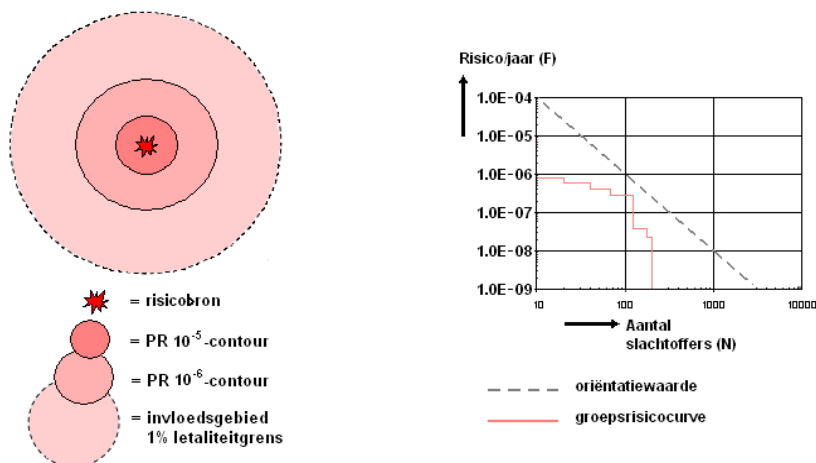 = risicobron
= PR 10⁻⁵-contour
= PR 10⁻⁶-contour
= invloedsgebied
1% letaliteitgrens
Risico/jaar (F)
1.0E-04
1.0E-05
1.0E-06
1.0E-07
1.0E-08
1.0E-09
10 100 1000 10000
Aantal
slachtoffers (N)
oriëntatiewaarde
groepsrisicocurve